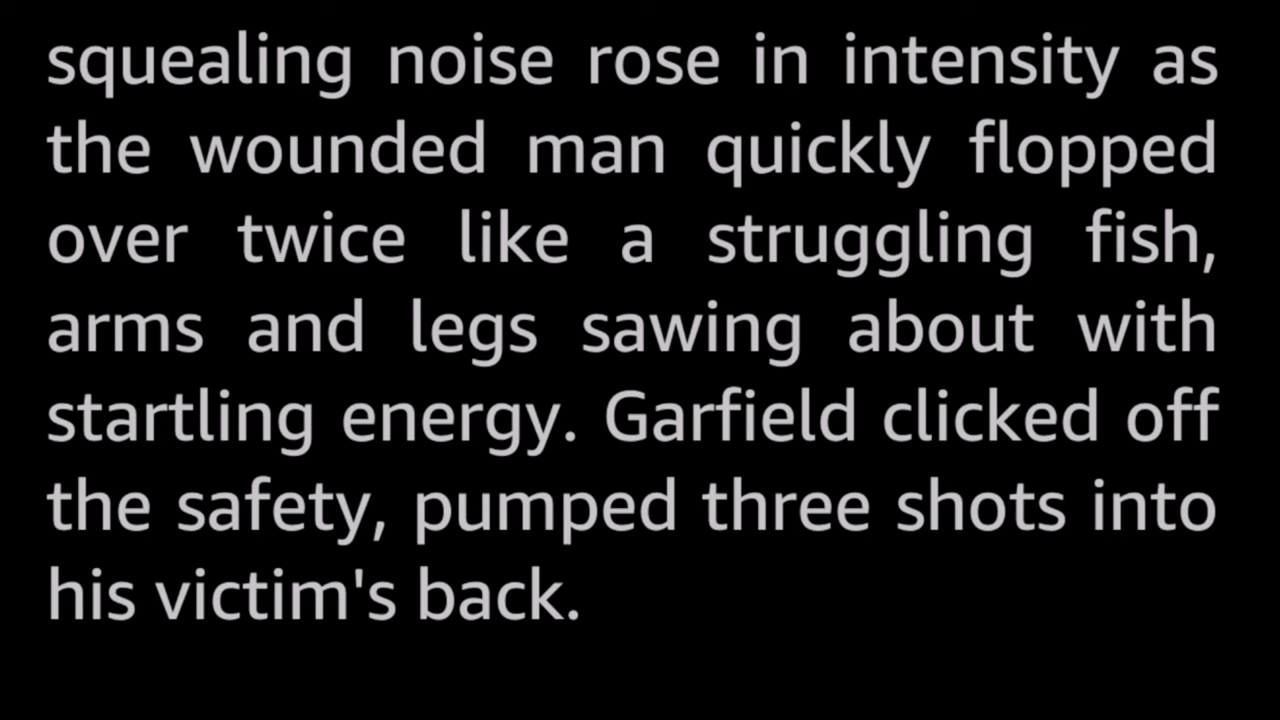 squealing noise rose in intensity as
the wounded man quickly flopped
over twice like a struggling fish,
arms and legs sawing about with
startling energy. Garfield clicked off
the safety, pumped three shots into
his victim's back.